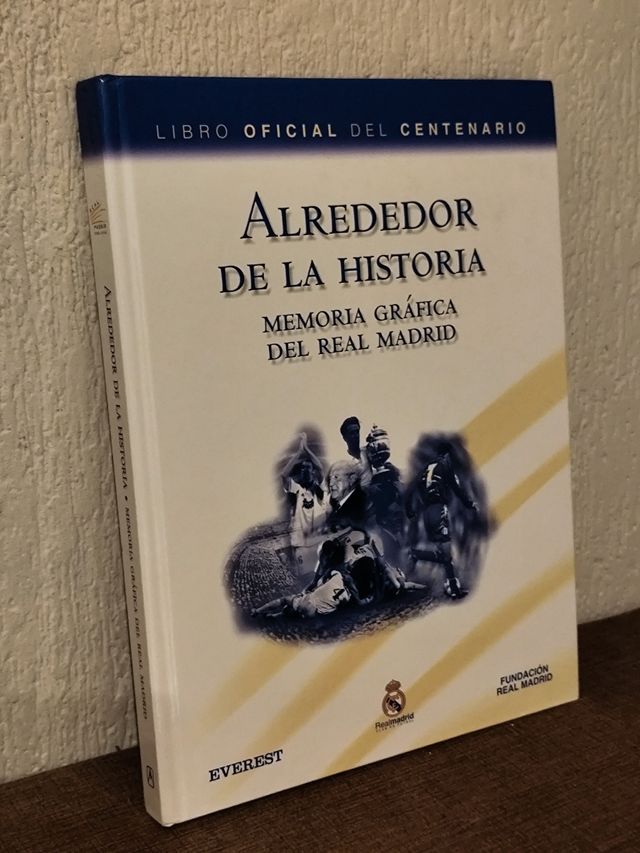 LIBRO OFICIAL DEL CENTENARIO
ALREDEDOR
DE LA HISTORIA
MEMORIA GRÁFICA
DEL REAL MADRID
FUNDACIÓN
REAL MADRID
Realmadrid
EVEREST
ALREDEDOR DE LA HISTORIA • MEMORIA GRÁFICA DEL REAL MADRID